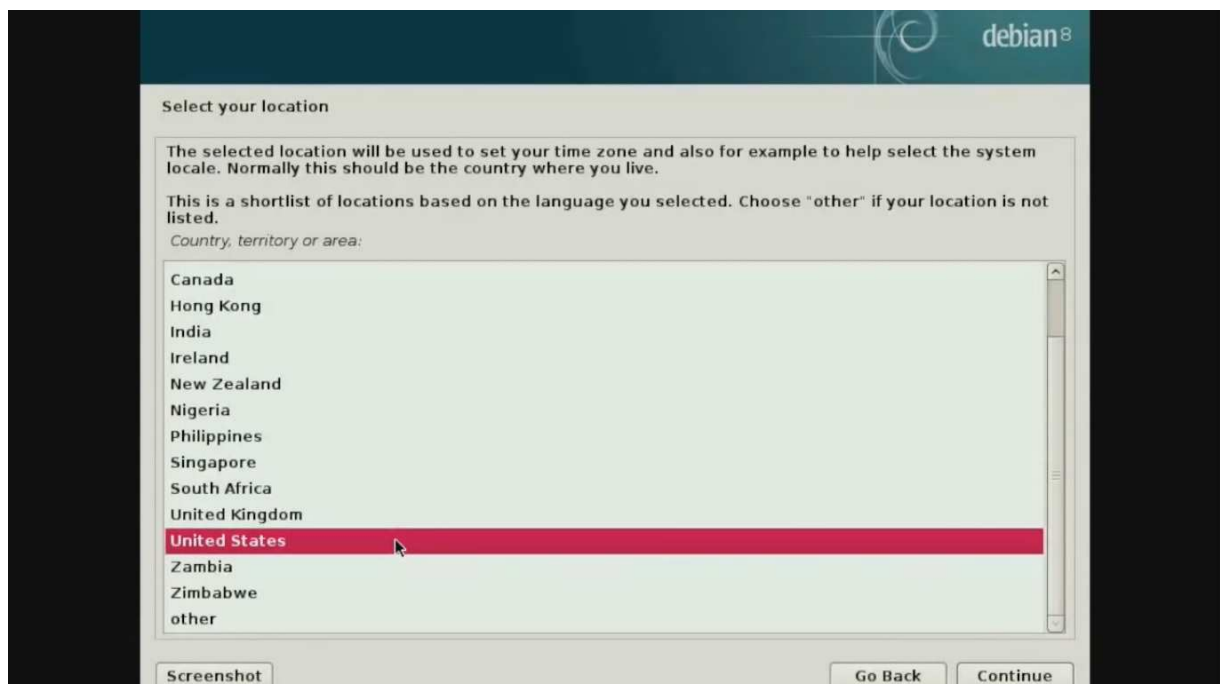 debian 8
Select your location
The selected location will be used to set your time zone and also for example to help select the system
locale. Normally this should be the country where you live.
This is a shortlist of locations based on the language you selected. Choose "other" if your location is not
listed.
Country, territory or area:
Canada
Hong Kong
India
Ireland
New Zealand
Nigeria
Philippines
Singapore
South Africa
United Kingdom
United States
Zambia
Zimbabwe
other
Screenshot
Go Back
Continue